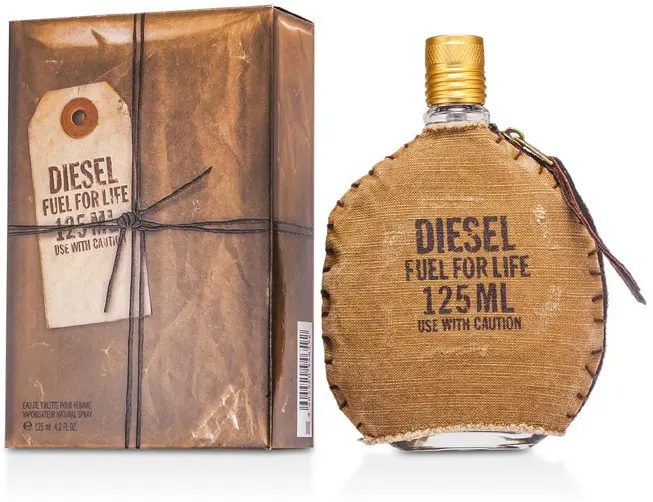 DIESEL
FUEL FOR LIFE
125 ML
USE WITH CAUTION
EAU DE TOILETTE POUR HOMME
VAPORISATEUR NATURAL SPRAY
℮ 125 ml 4.2 FL.OZ.
DIESEL
FUEL FOR LIFE
125 ML
USE WITH CAUTION